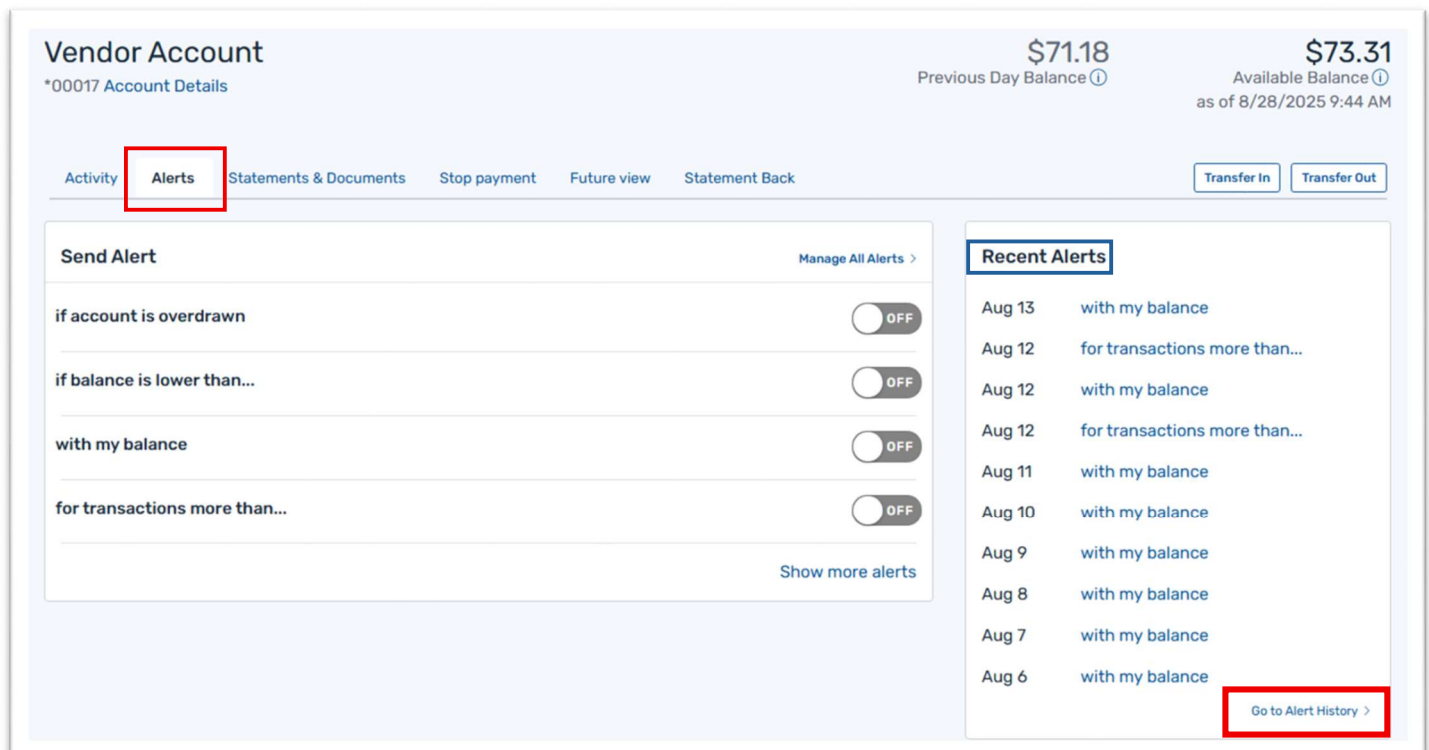 Vendor Account
*00017 Account Details
$71.18
Previous Day Balance
$73.31
Available Balance
as of 8/28/2025 9:44 AM
Activity Alerts Statements & Documents Stop payment Future view Statement Back
Transfer In Transfer Out
Send Alert
Manage All Alerts >
if account is overdrawn OFF
if balance is lower than... OFF
with my balance OFF
for transactions more than... OFF
Show more alerts
Recent Alerts
Aug 13 with my balance
Aug 12 for transactions more than...
Aug 12 with my balance
Aug 12 for transactions more than...
Aug 11 with my balance
Aug 10 with my balance
Aug 9 with my balance
Aug 8 with my balance
Aug 7 with my balance
Aug 6 with my balance
Go to Alert History >